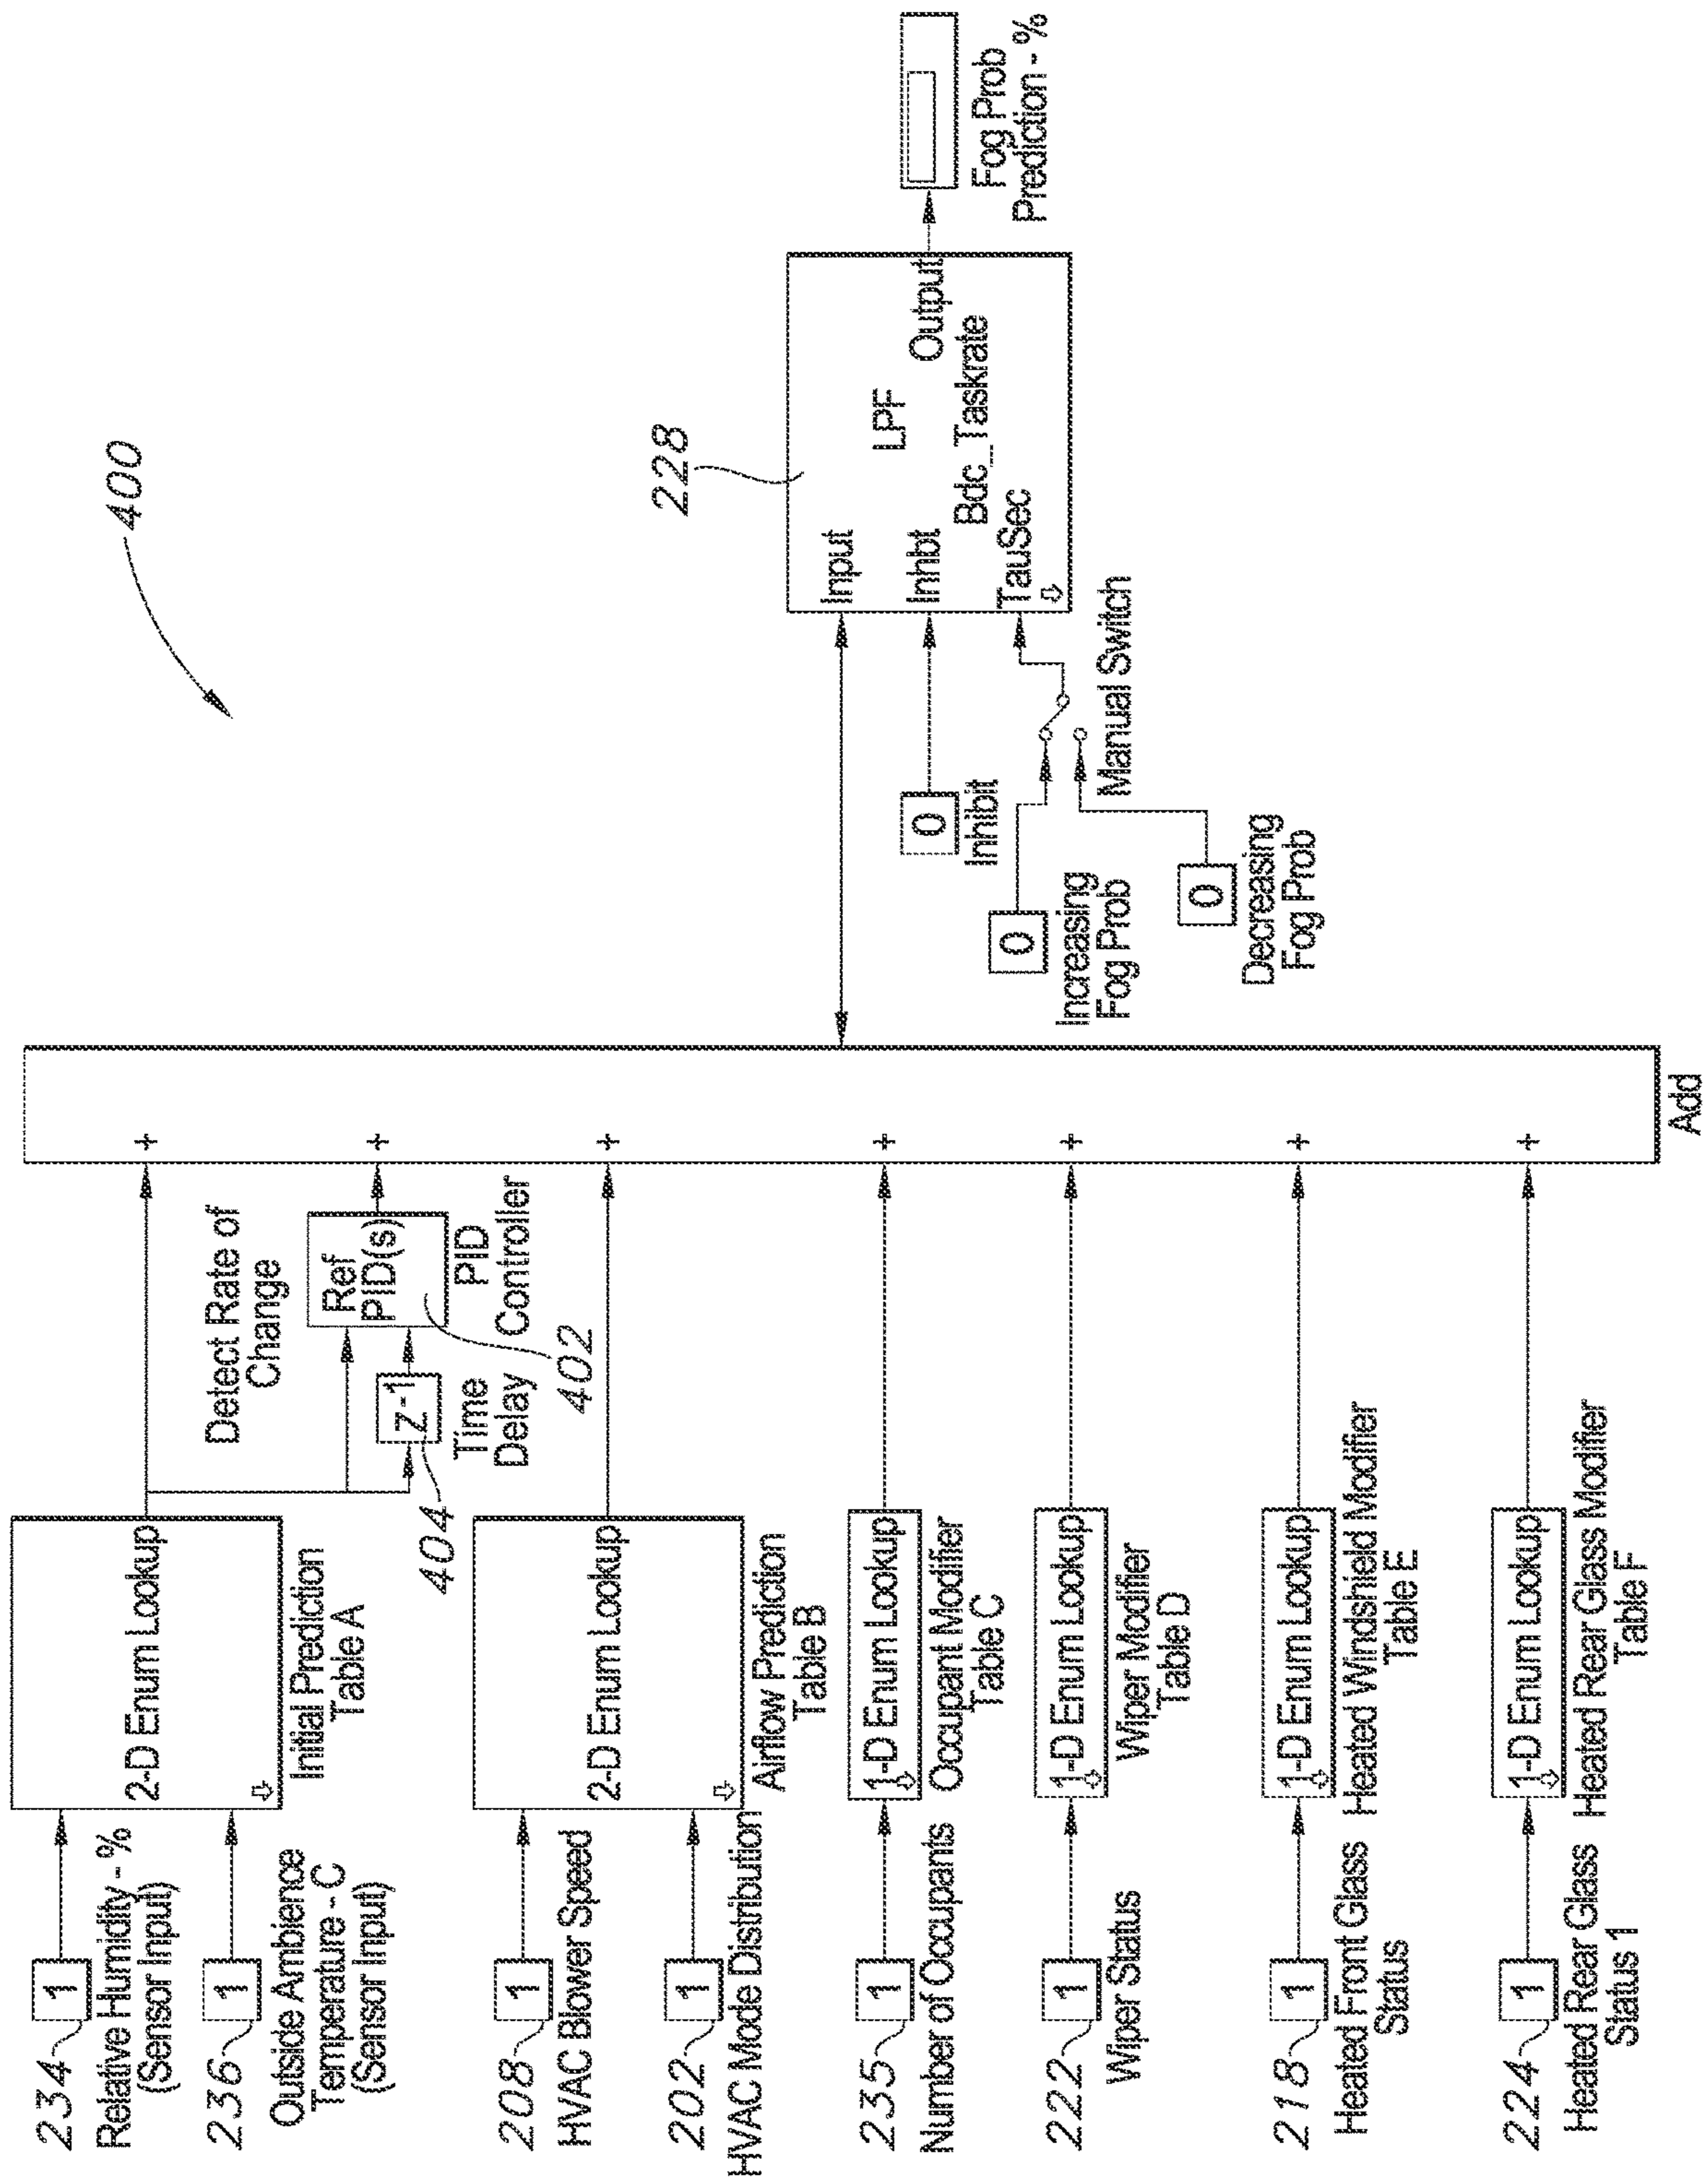 400
234
1
Relative Humidity - %
(Sensor Input)
236
1
Outside Ambience
Temperature - C
(Sensor Input)
2-D Enum Lookup
Initial Prediction
Table A
Detect Rate of
Change
404
z-1
Time
Delay
Ref
PID(s)
PID
Controller
402
208
1
HVAC Blower Speed
202
1
HVAC Mode Distribution
2-D Enum Lookup
Airflow Prediction
Table B
235
1
Number of Occupants
1-D Enum Lookup
Occupant Modifier
Table C
222
1
Wiper Status
1-D Enum Lookup
Wiper Modifier
Table D
218
1
Heated Front Glass
Status
1-D Enum Lookup
Heated Windshield Modifier
Table E
224
1
Heated Rear Glass
Status 1
1-D Enum Lookup
Heated Rear Glass Modifier
Table F
+
+
+
+
+
+
+
Add
0
Inhibit
0
Increasing
Fog Prob
0
Decreasing
Fog Prob
Manual Switch
228
Input
LPF
Inhbt
Output
Bdc_Taskrate
TauSec
Fog Prob
Prediction - %